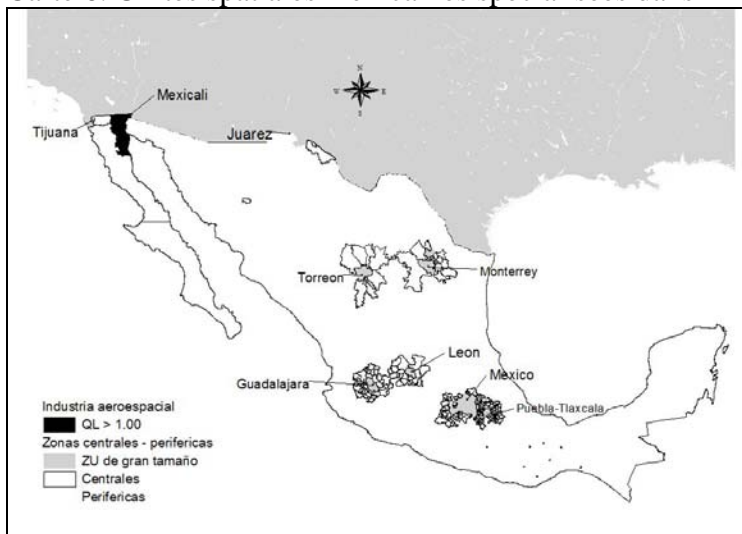 N
W E
S
Mexicali
Tijuana
Juarez
Torreon
Monterrey
Leon
Guadalajara
Mexico
Puebla-Tlaxcala
Industria aeroespacial
QL > 1.00
Zonas centrales - perifericas
ZU de gran tamaño
Centrales
Perifericas